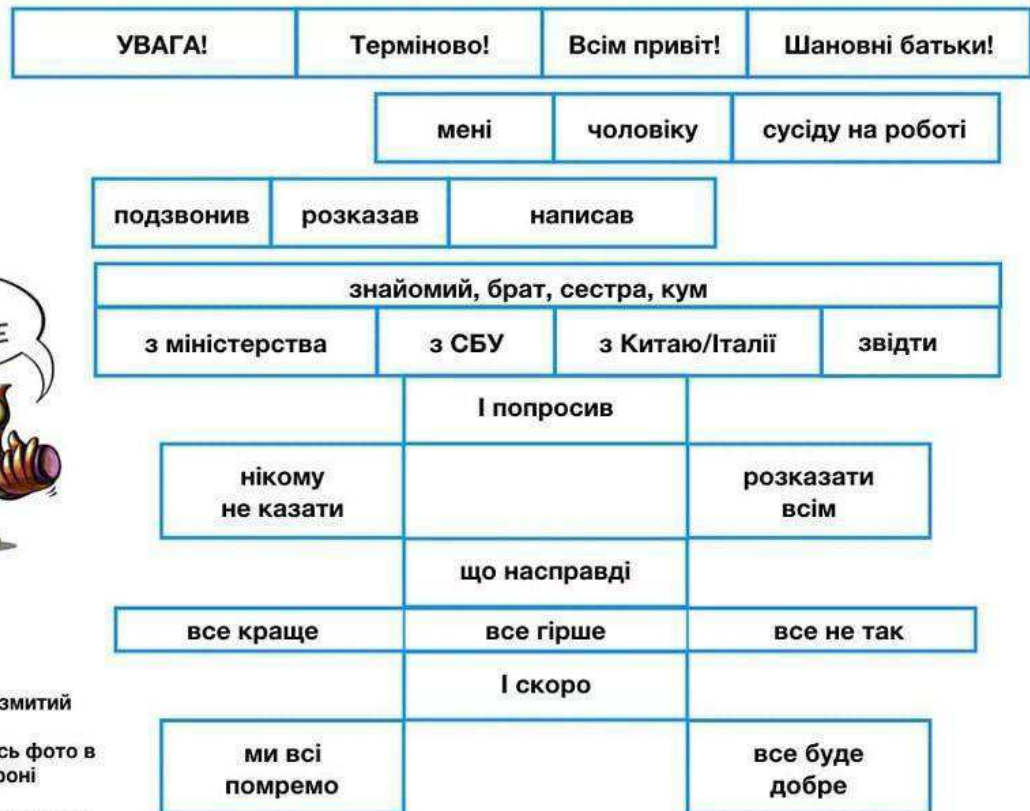 УВАГА! Терміново! Всім привіт! Шановні батьки!
мені чоловіку сусіду на роботі
подзвонив розказав написав
знайомий, брат, сестра, кум
з міністерства з СБУ з Китаю/Італії звідти
І попросив
нікому
не казати
розказати
всім
що насправді
все краще все гірше все не так
І скоро
ми всі
помремо
все буде
добре
фото в